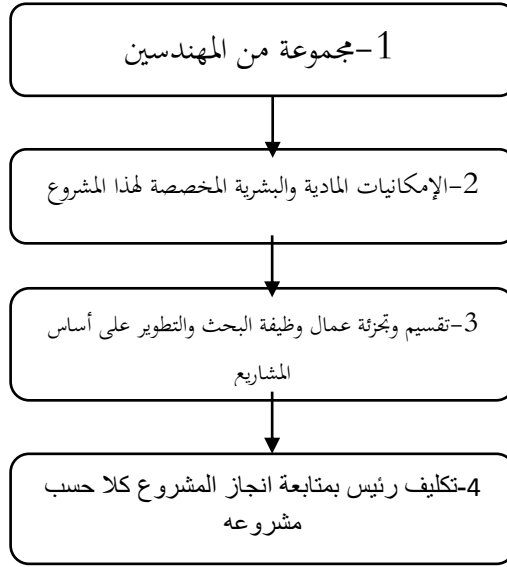 1-مجموعة من المهندسين
2-الإمكانيات المادية والبشرية المخصصة لهذا المشروع
3-تقسيم وتجزئة عمال وظيفة البحث والتطوير على أساس
المشاريع
4-تكليف رئيس بمتابعة انجاز المشروع كلا حسب
مشروعه